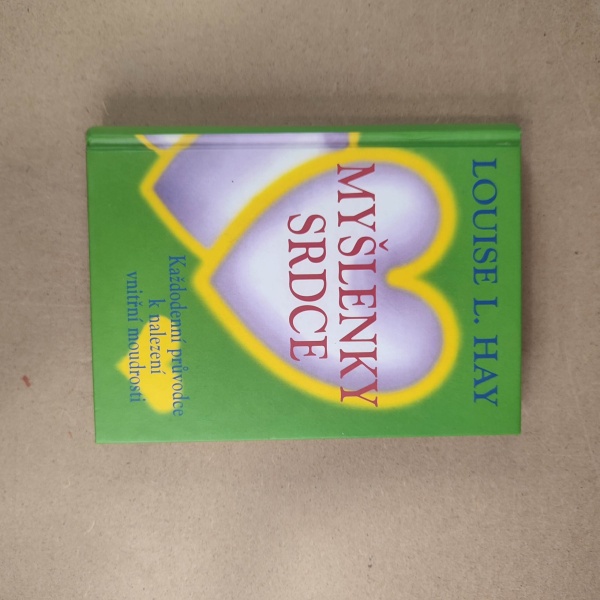 LOUISE L. HAY
MYŠLENKY
SRDCE
Každodenní průvodce
k nalezení
vnitřní moudrosti